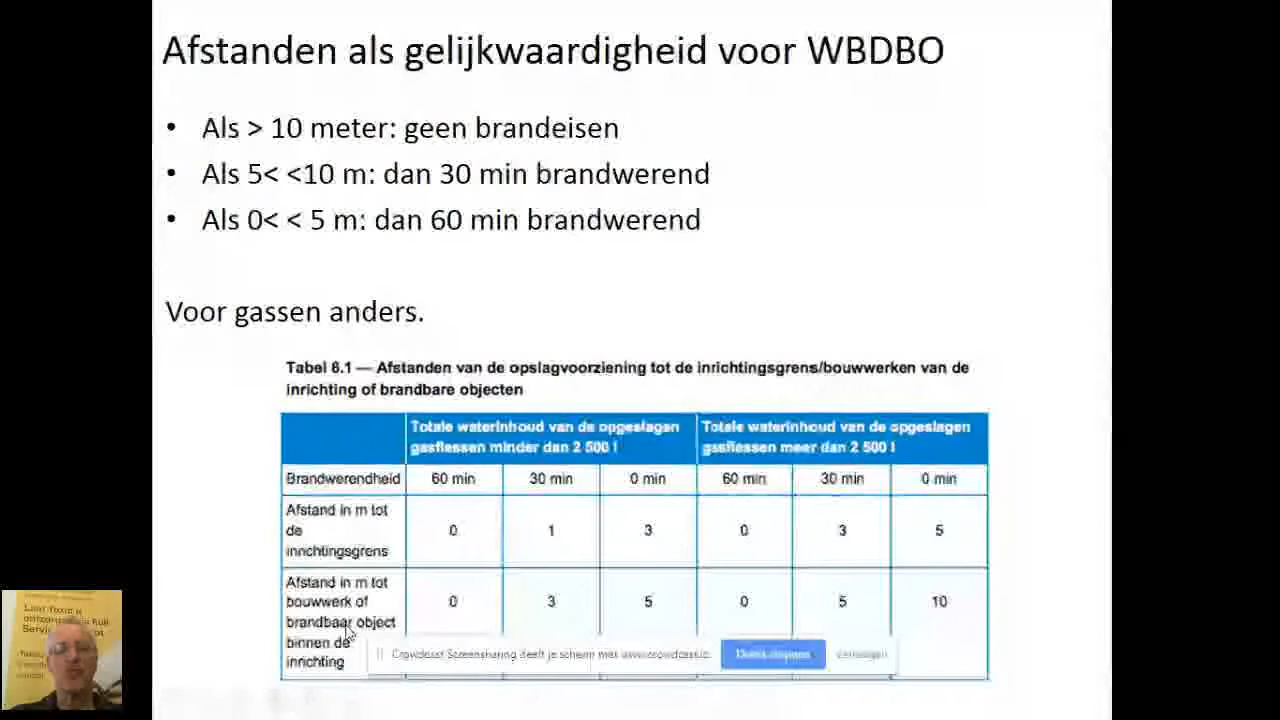 Afstanden als gelijkwaardigheid voor WBDBO
• Als > 10 meter: geen brandeisen
• Als 5< <10 m: dan 30 min brandwerend
• Als 0< < 5 m: dan 60 min brandwerend
Voor gassen anders.
Tabel 6.1 — Afstanden van de opslagvoorziening tot de inrichtingsgrens/bouwwerken van de
inrichting of brandbare objecten
Totale waterinhoud van de opgeslagen
gasflessen minder dan 2 500 l
Totale waterinhoud van de opgeslagen
gasflessen meer dan 2 500 l
Brandwerendheid 60 min 30 min 0 min 60 min 30 min 0 min
Afstand in m tot
de
inrichtingsgrens
0 1 3 0 3 5
Afstand in m tot
bouwwerk of
brandbaar object
binnen de
inrichting
0 3 5 0 5 10
Screensharing deelt je scherm met